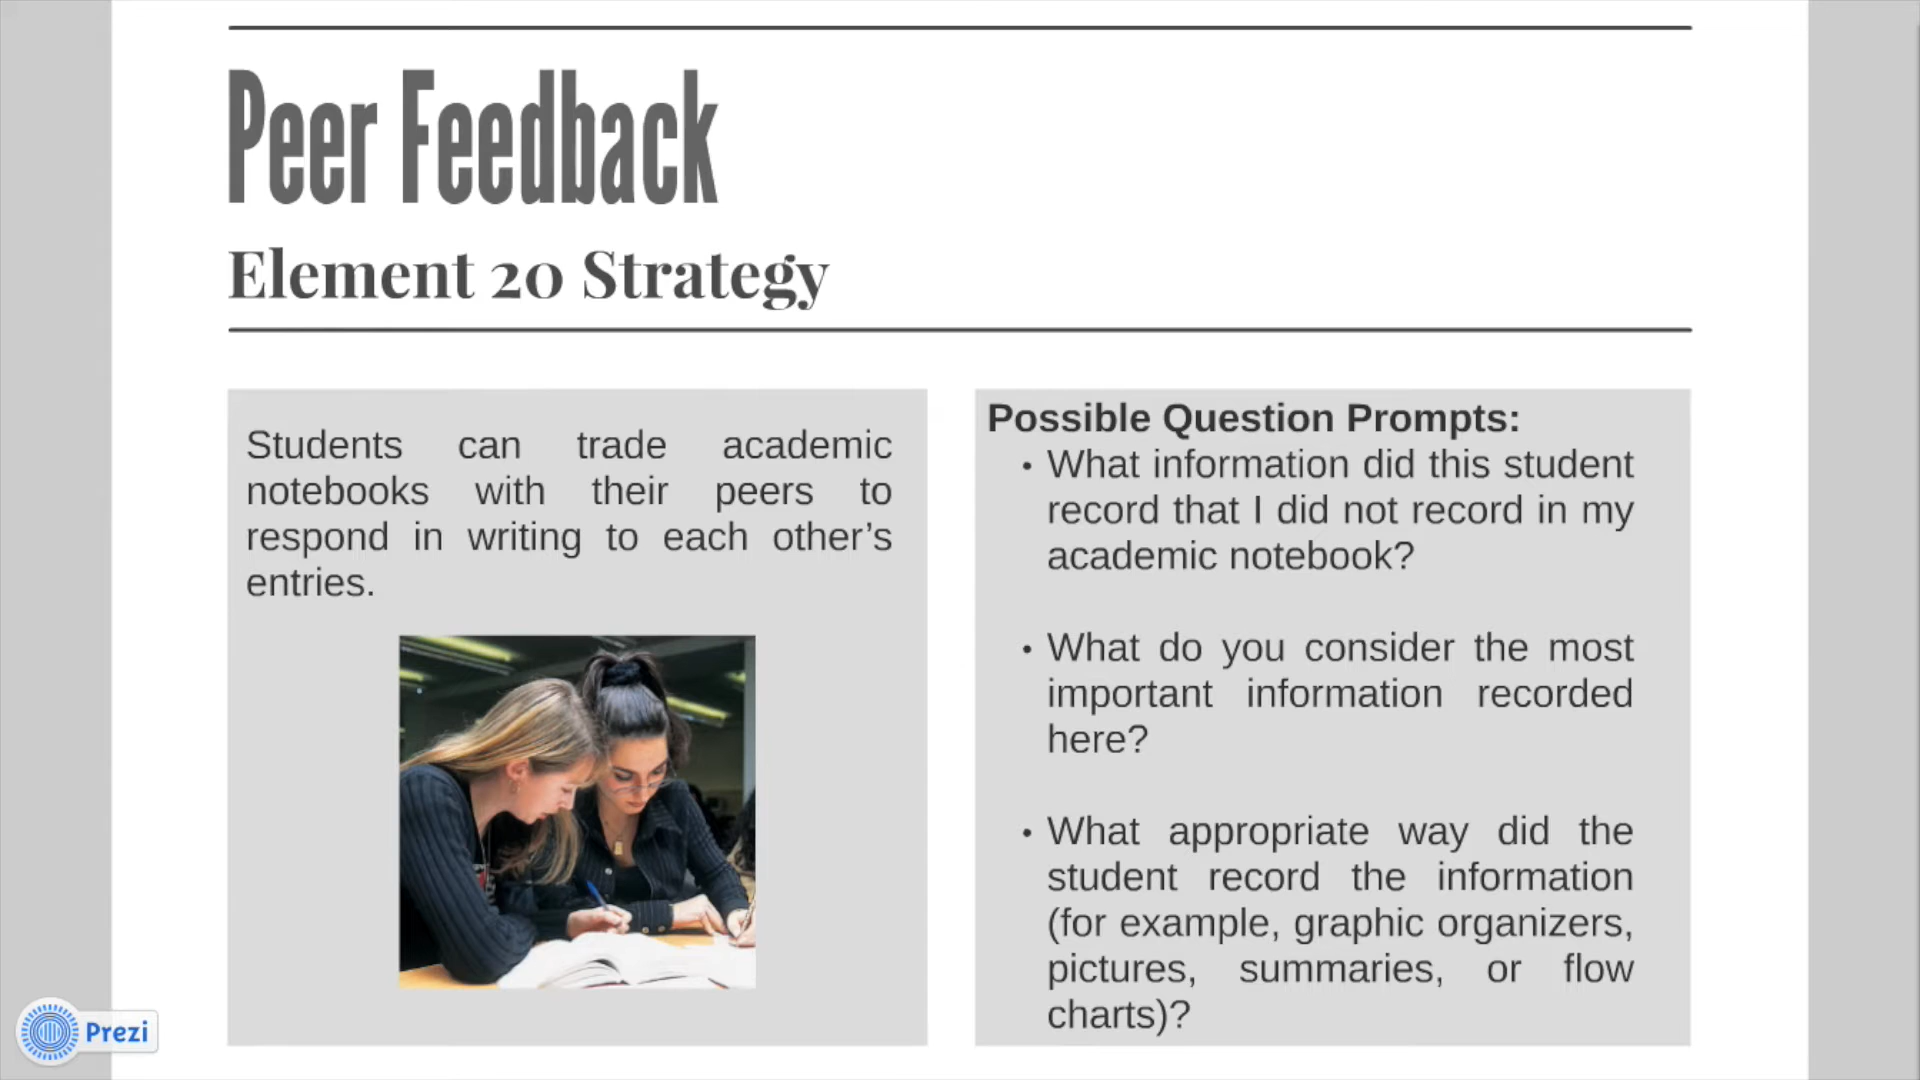 Peer Feedback
Element 20 Strategy
Students can trade academic
notebooks with their peers to
respond in writing to each other’s
entries.
Possible Question Prompts:
• What information did this student
record that I did not record in my
academic notebook?
• What do you consider the most
important information recorded
here?
• What appropriate way did the
student record the information
(for example, graphic organizers,
pictures, summaries, or flow
charts)?
Prezi